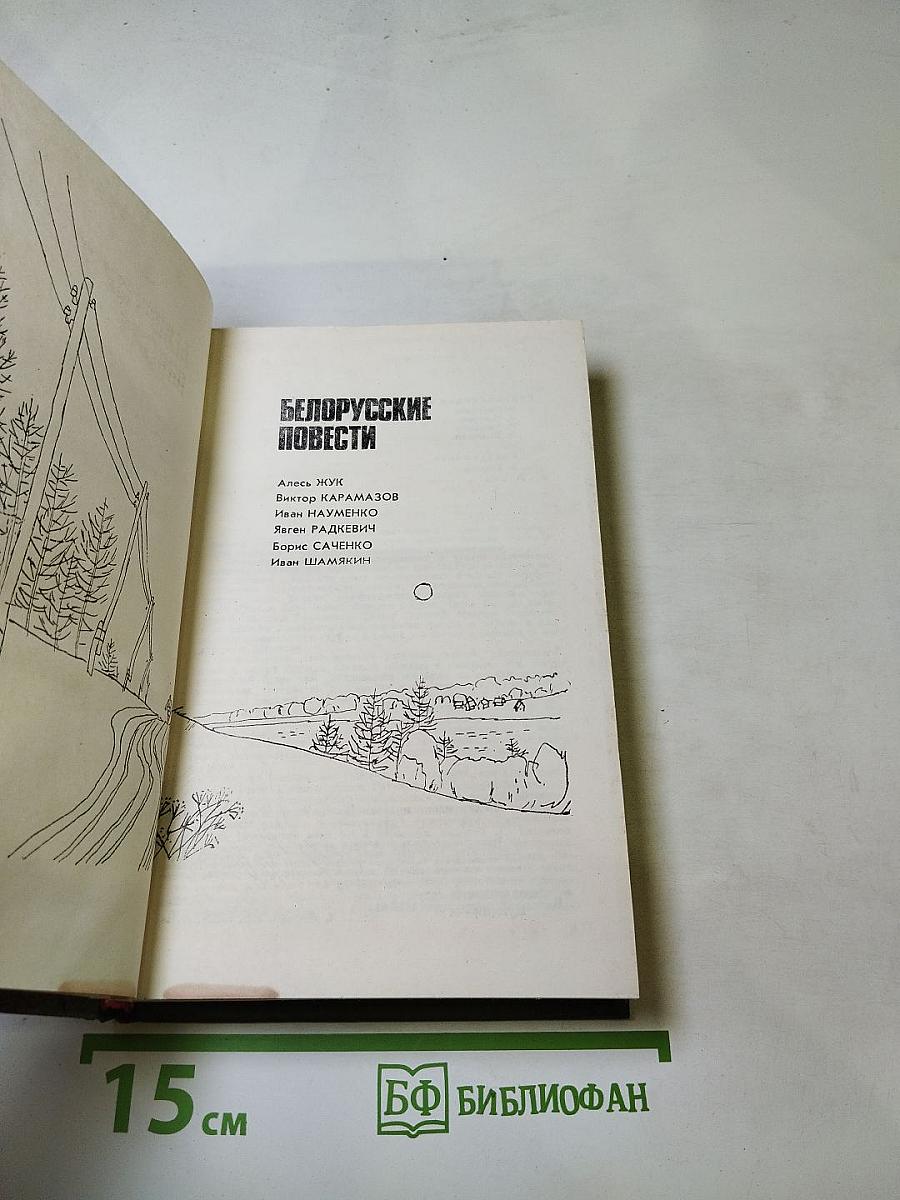 БЕЛОРУССКИЕ
ПОВЕСТИ
Алесь ЖУК
Виктор КАРАМАЗОВ
Иван НАУМЕНКО
Явген РАДКЕВИЧ
Борис САЧЕНКО
Иван ШАМЯКИН
15 см
БФ БИБЛИОФАН